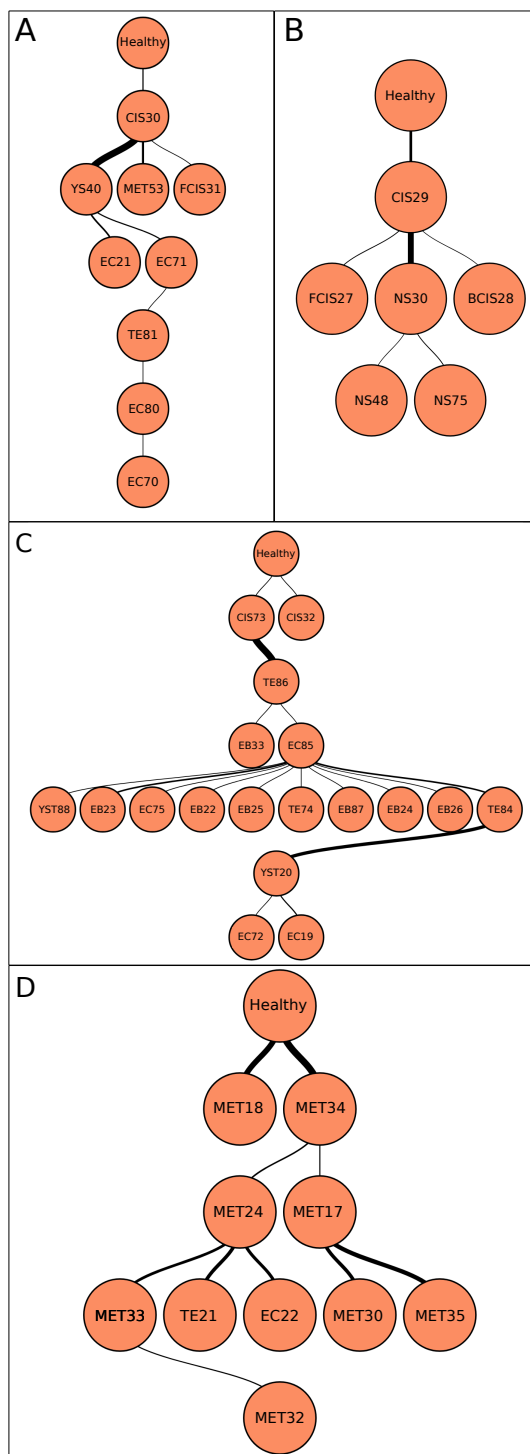 A
Healthy
CIS30
YS40 MET53 FCIS31
EC21 EC71
TE81
EC80
EC70
B
Healthy
CIS29
FCIS27 NS30 BCIS28
NS48 NS75
C
Healthy
CIS73 CIS32
TE86
EB33 EC85
YST88 EB23 EC75 EB22 EB25 TE74 EB87 EB24 EB26 TE84
YST20
EC72 EC19
D
Healthy
MET18 MET34
MET24 MET17
MET33 TE21 EC22 MET30 MET35
MET32